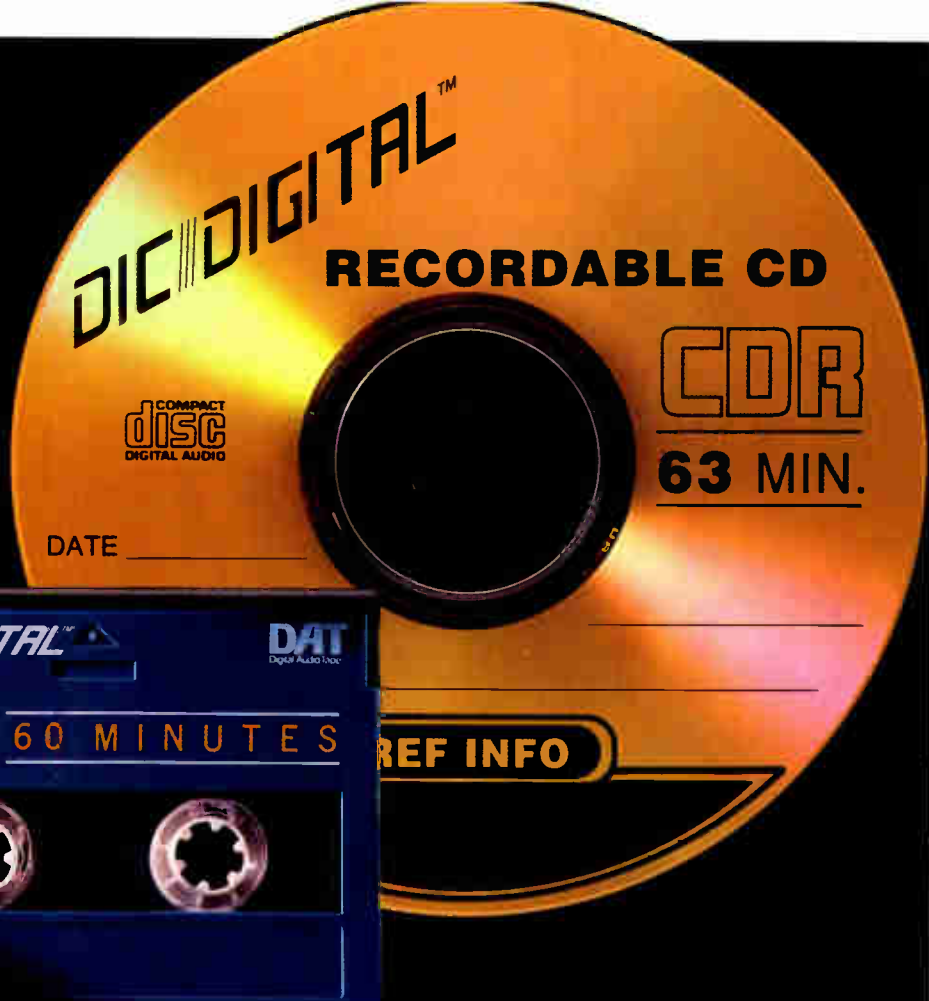 DIC DIGITAL™
RECORDABLE CD
CDR
COMPACT
disc
DIGITAL AUDIO
63 MIN.
DATE
TAL™
DAT
Digital Audio Tape
60 MINUTES
REF INFO